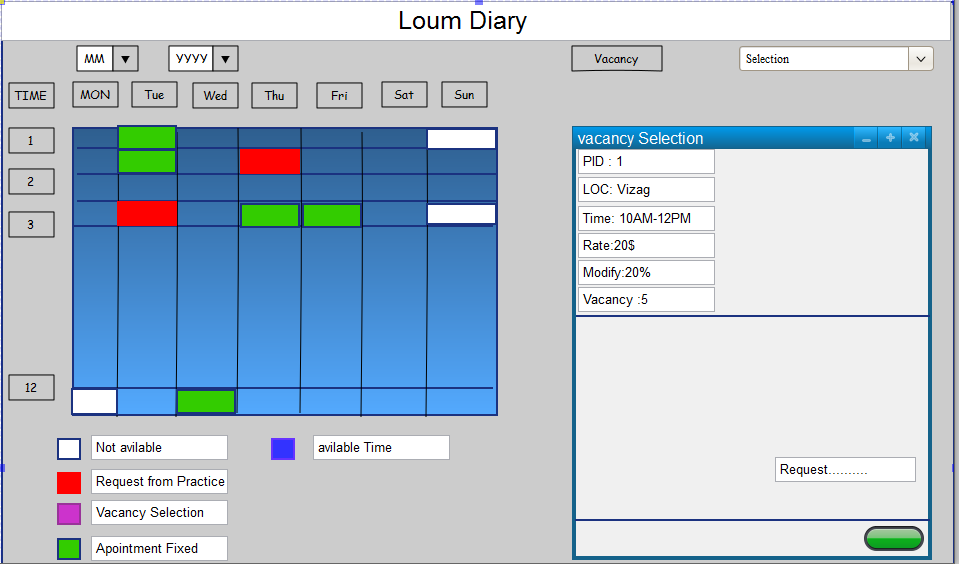 Loum Diary
MM
YYYY
Vacancy
Selection
TIME
MON
Tue
Wed
Thu
Fri
Sat
Sun
1
2
3
12
vacancy Selection
PID : 1
LOC: Vizag
Time: 10AM-12PM
Rate:20$
Modify:20%
Vacancy :5
Request..........
Not avilable
avilable Time
Request from Practice
Vacancy Selection
Apointment Fixed